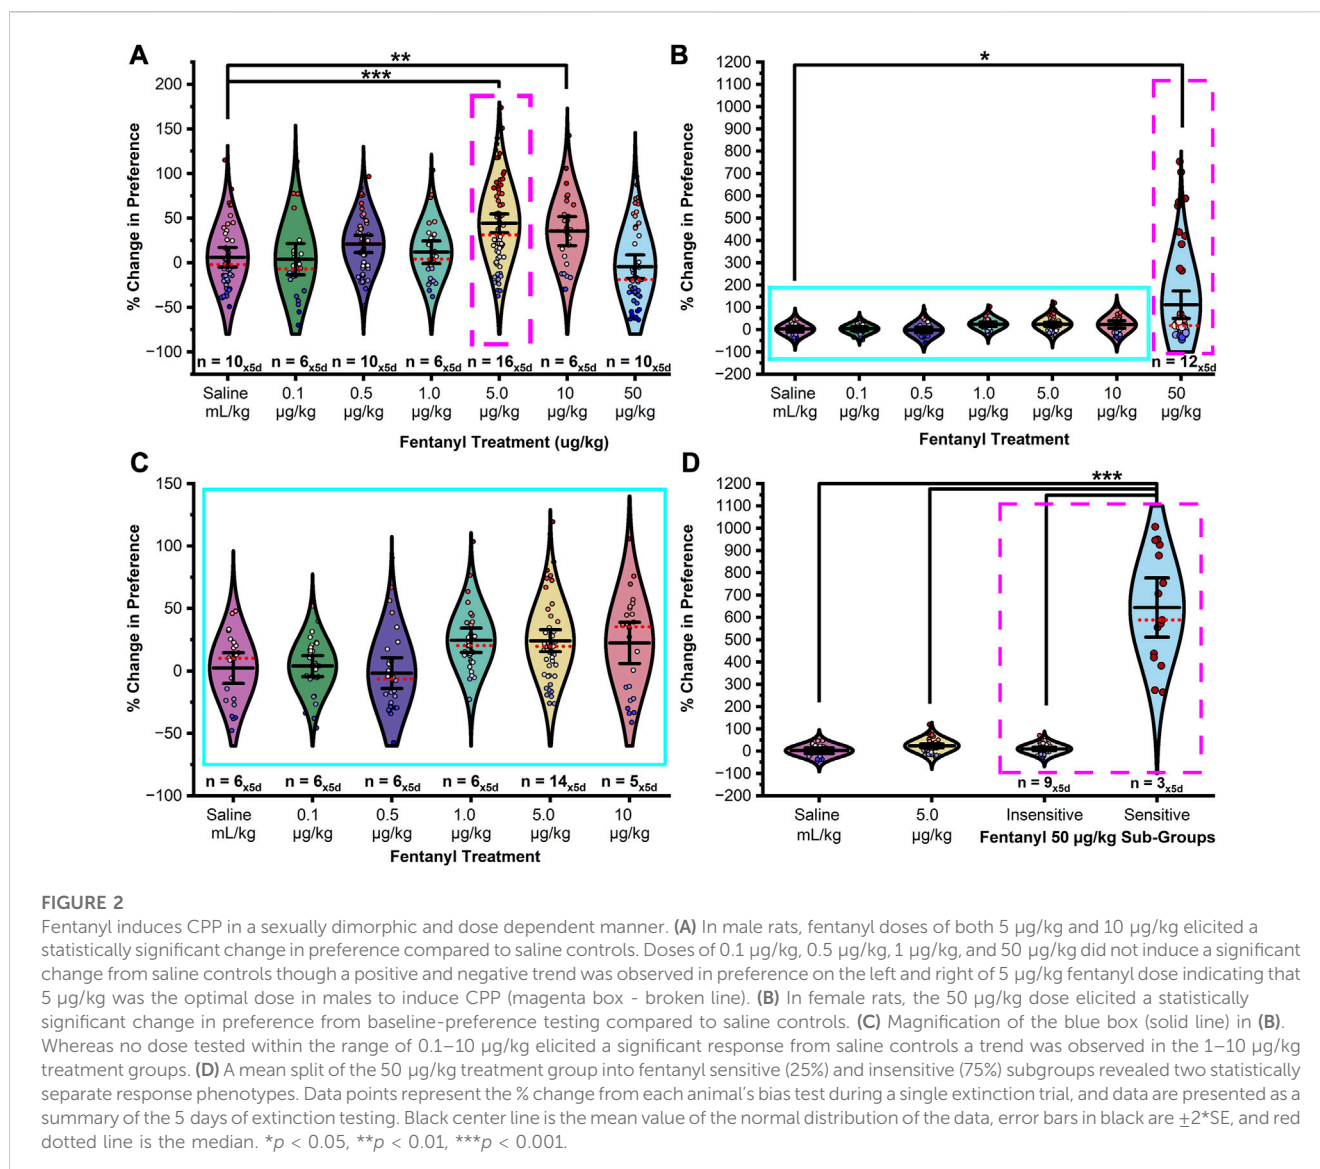 A
B
** 
***
*
% Change in Preference
225
200
150
100
50
0
−50
−100
n = 10x5d n = 6x5d n = 10x5d n = 6x5d n = 16x5d n = 6x5d n = 10x5d
Saline mL/kg
0.1 µg/kg
0.5 µg/kg
1.0 µg/kg
5.0 µg/kg
10 µg/kg
50 µg/kg
Fentanyl Treatment (ug/kg)
% Change in Preference
1200
1100
1000
900
800
700
600
500
400
300
200
100
0
−100
−200
n = 12x5d
Saline mL/kg
0.1 µg/kg
0.5 µg/kg
1.0 µg/kg
5.0 µg/kg
10 µg/kg
50 µg/kg
Fentanyl Treatment
C
% Change in Preference
150
100
50
0
−50
−100
n = 6x5d n = 6x5d n = 6x5d n = 6x5d n = 14x5d n = 5x5d
Saline mL/kg
0.1 µg/kg
0.5 µg/kg
1.0 µg/kg
5.0 µg/kg
10 µg/kg
Fentanyl Treatment
D
***
% Change in Preference
1200
1100
1000
900
800
700
600
500
400
300
200
100
0
−100
−200
n = 9x5d n = 3x5d
Saline mL/kg
5.0 µg/kg
Insensitive
Sensitive
Fentanyl 50 µg/kg Sub-Groups
FIGURE 2
Fentanyl induces CPP in a sexually dimorphic and dose dependent manner. (A) In male rats, fentanyl doses of both 5 µg/kg and 10 µg/kg elicited a
statistically significant change in preference compared to saline controls. Doses of 0.1 µg/kg, 0.5 µg/kg, 1 µg/kg, and 50 µg/kg did not induce a significant
change from saline controls though a positive and negative trend was observed in preference on the left and right of 5 µg/kg fentanyl dose indicating that
5 µg/kg was the optimal dose in males to induce CPP (magenta box - broken line). (B) In female rats, the 50 µg/kg dose elicited a statistically
significant change in preference from baseline-preference testing compared to saline controls. (C) Magnification of the blue box (solid line) in (B).
Whereas no dose tested within the range of 0.1–10 µg/kg elicited a significant response from saline controls a trend was observed in the 1–10 µg/kg
treatment groups. (D) A mean split of the 50 µg/kg treatment group into fentanyl sensitive (25%) and insensitive (75%) subgroups revealed two statistically
separate response phenotypes. Data points represent the % change from each animal's bias test during a single extinction trial, and data are presented as a
summary of the 5 days of extinction testing. Black center line is the mean value of the normal distribution of the data, error bars in black are ±2*SE, and red
dotted line is the median. *p < 0.05, **p < 0.01, ***p < 0.001.